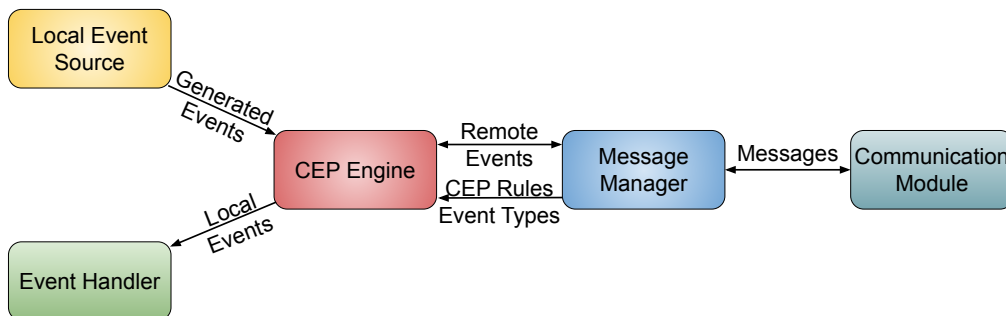 Local Event
Source
Generated
Events
CEP Engine
Remote
Events
CEP Rules
Event Types
Message
Manager
Messages
Communication
Module
Local
Events
Event Handler